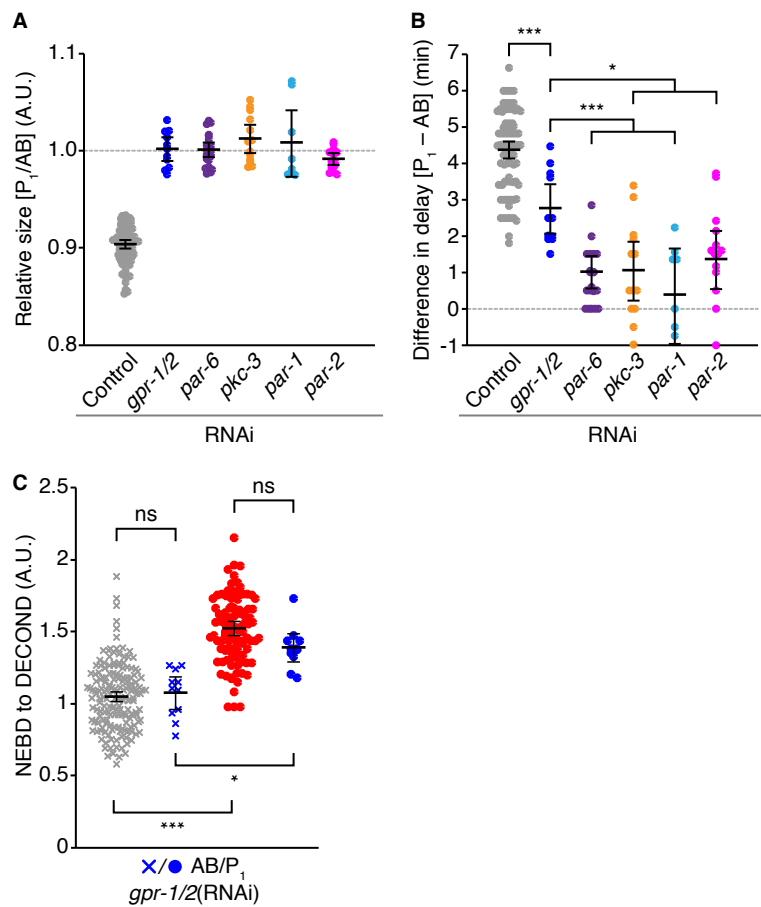 A
Relative size [P1/AB] (A.U.)
1.1
1.0
0.9
0.8
Control
gpr-1/2
par-6
pkc-3
par-1
par-2
RNAi
B
Difference in delay [P1 – AB] (min)
7
6
5
4
3
2
1
0
-1
***
*
***
Control
gpr-1/2
par-6
pkc-3
par-1
par-2
RNAi
C
NEBD to DECOND (A.U.)
2.5
2
1.5
1
0.5
0
ns
ns
*
***
×/● AB/P1
gpr-1/2(RNAi)